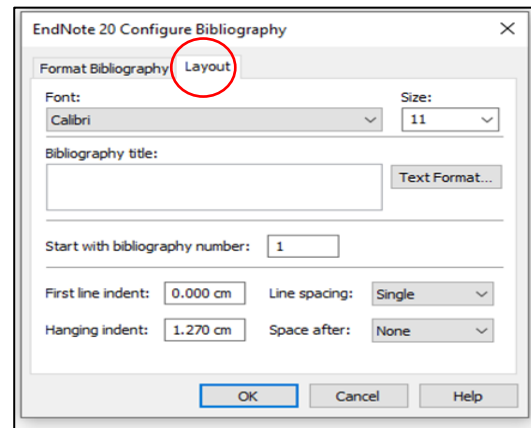 EndNote 20 Configure Bibliography
Format Bibliography Layout
Font: Size:
Calibri 11
Bibliography title:
Text Format...
Start with bibliography number: 1
First line indent: 0.000 cm Line spacing: Single
Hanging indent: 1.270 cm Space after: None
OK Cancel Help